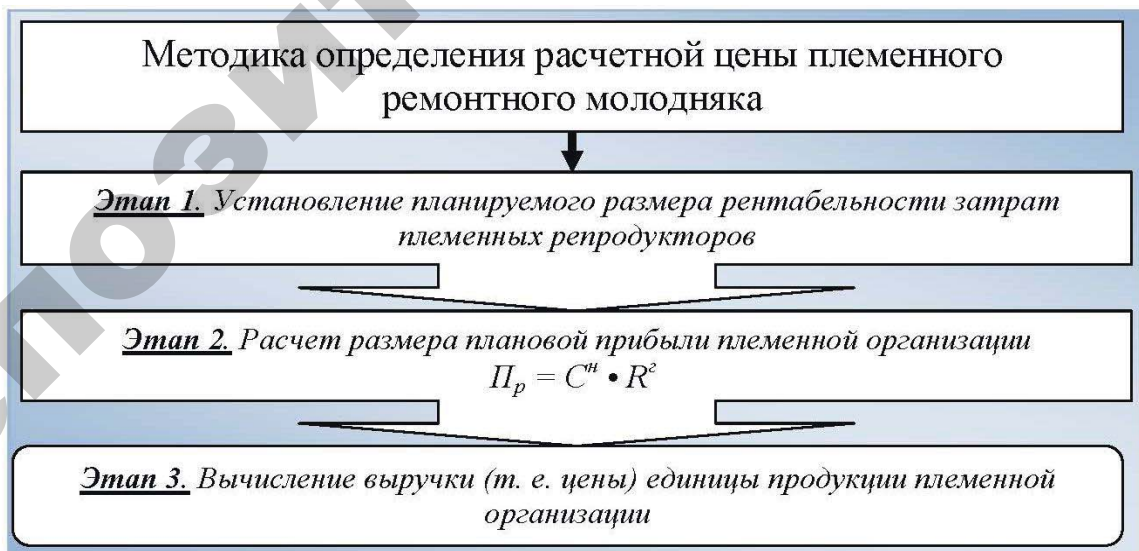 Методика определения расчетной цены племенного
ремонтного молодняка
Этап 1. Установление планируемого размера рентабельности затрат
племенных репродукторов
Этап 2. Расчет размера плановой прибыли племенной организации
Пр = Сн • Rг
Этап 3. Вычисление выручки (т. е. цены) единицы продукции племенной
организации